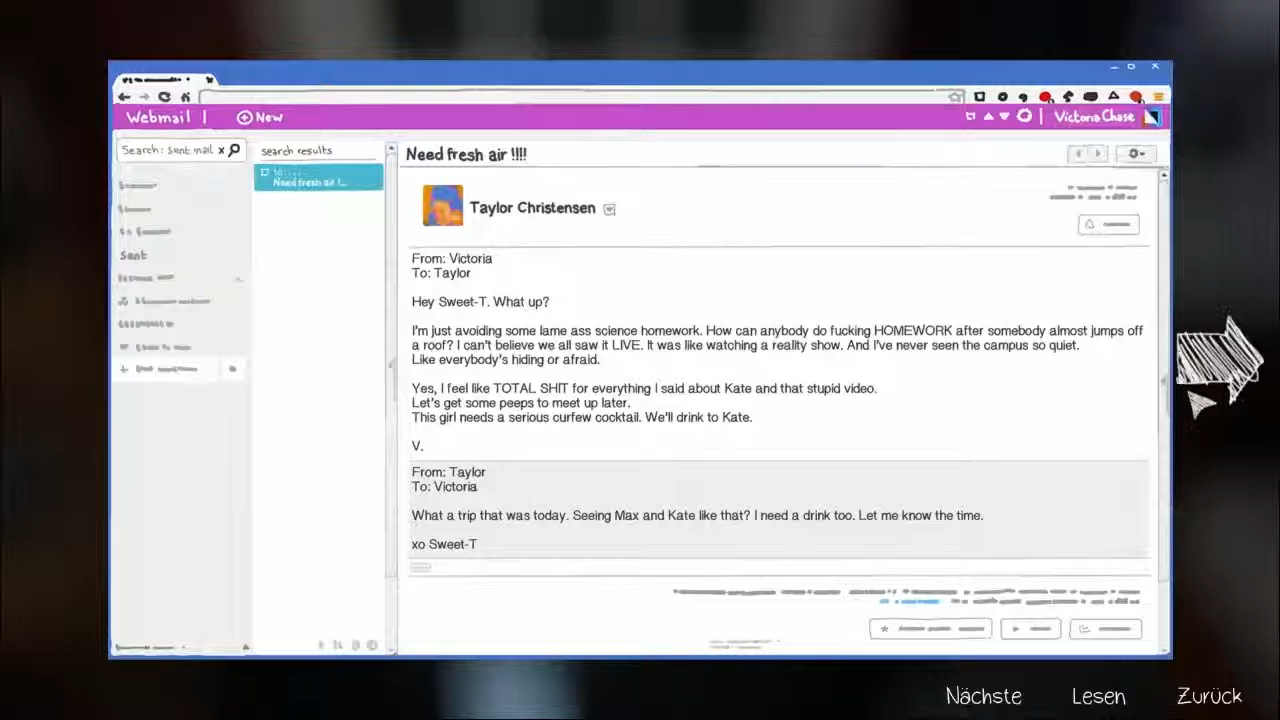 Webmail | New
Victoria Chase
Search: sent mail x
search results
Need fresh air !!!!
Need fresh air !...
Sent
Taylor Christensen
From: Victoria
To: Taylor
Hey Sweet-T. What up?
I'm just avoiding some lame ass science homework. How can anybody do fucking HOMEWORK after somebody almost jumps off
a roof? I can't believe we all saw it LIVE. It was like watching a reality show. And I've never seen the campus so quiet.
Like everybody's hiding or afraid.
Yes, I feel like TOTAL SHIT for everything I said about Kate and that stupid video.
Let's get some peeps to meet up later.
This girl needs a serious curfew cocktail. We'll drink to Kate.
V.
From: Taylor
To: Victoria
What a trip that was today. Seeing Max and Kate like that? I need a drink too. Let me know the time.
xo Sweet-T
Nächste Lesen Zurück